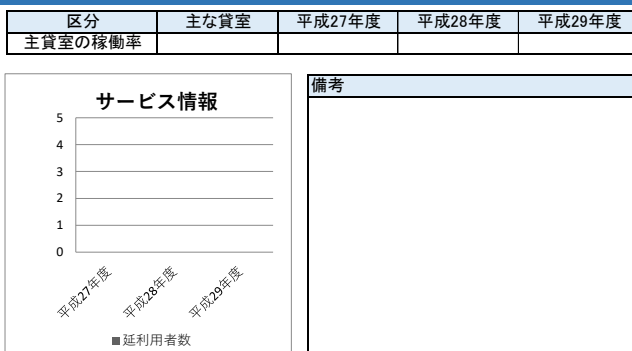 区分 主な貸室 平成27年度 平成28年度 平成29年度
主貸室の稼働率
サービス情報
5
4
3
2
1
0
平成27年度 平成28年度 平成29年度
■延利用者数
備考